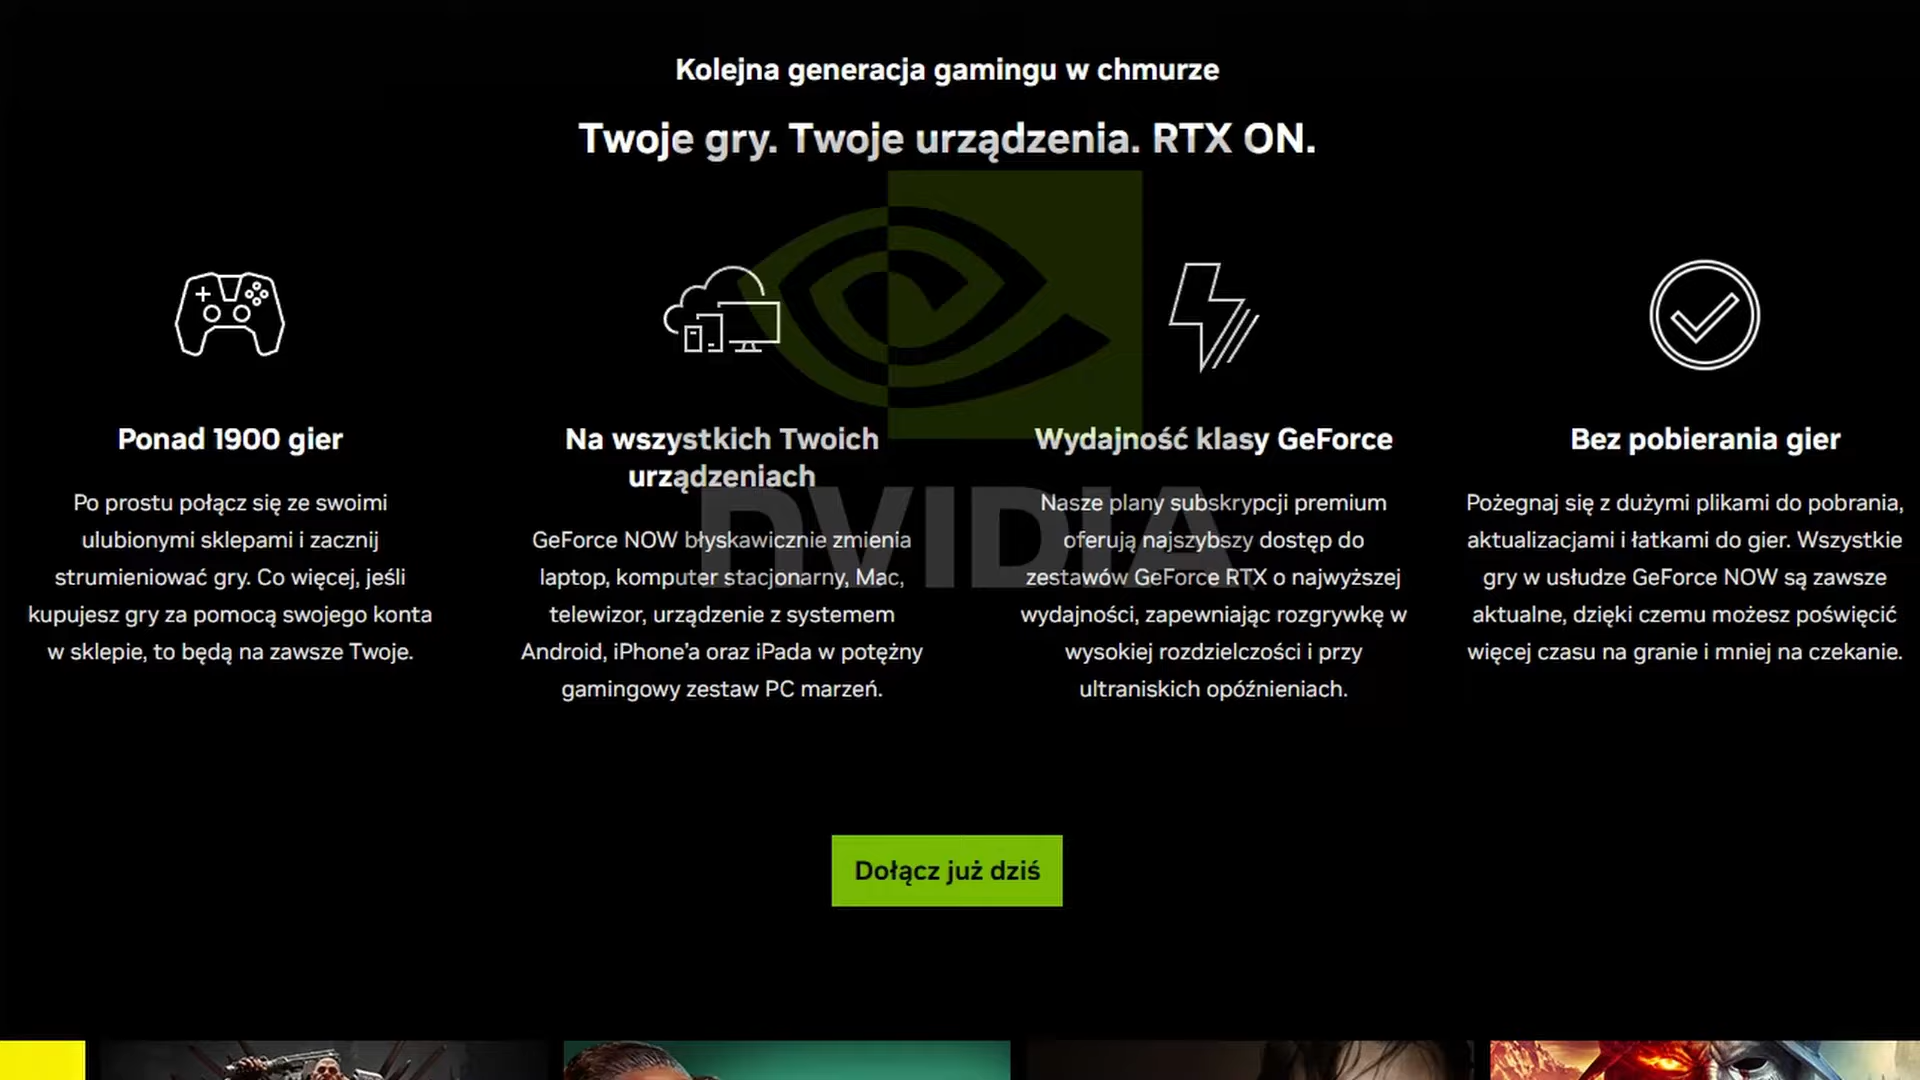 Kolejna generacja gamingu w chmurze
Twoje gry. Twoje urządzenia. RTX ON.
Ponad 1900 gier
Po prostu połącz się ze swoimi
ulubionymi sklepami i zacznij
strumieniować gry. Co więcej, jeśli
kupujesz gry za pomocą swojego konta
w sklepie, to będą na zawsze Twoje.
Na wszystkich Twoich
urządzeniach
GeForce NOW błyskawicznie zmienia
laptop, komputer stacjonarny, Mac,
telewizor, urządzenie z systemem
Android, iPhone'a oraz iPada w potężny
gamingowy zestaw PC marzeń.
Wydajność klasy GeForce
Nasze plany subskrypcji premium
oferują najszybszy dostęp do
zestawów GeForce RTX o najwyższej
wydajności, zapewniając rozgrywkę w
wysokiej rozdzielczości i przy
ultraniskich opóźnieniach.
Bez pobierania gier
Pożegnaj się z dużymi plikami do pobrania,
aktualizacjami i łatkami do gier. Wszystkie
gry w usłudze GeForce NOW są zawsze
aktualne, dzięki czemu możesz poświęcić
więcej czasu na granie i mniej na czekanie.
NVIDIA
Dołącz już dziś